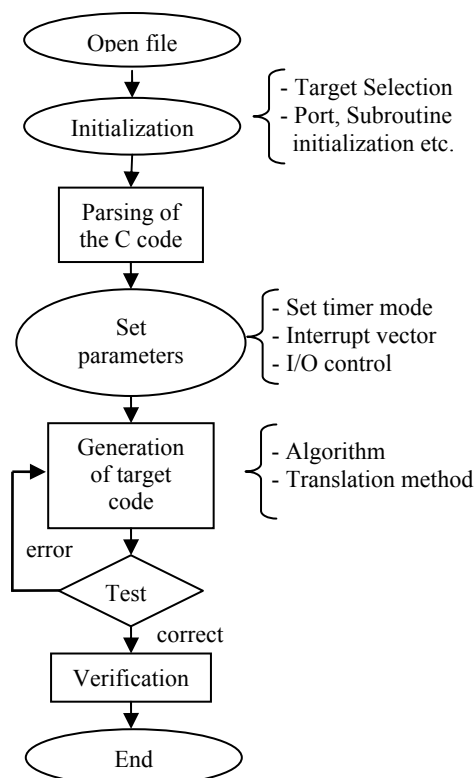 Open file
Initialization
- Target Selection
- Port, Subroutine
initialization etc.
Parsing of
the C code
Set
parameters
- Set timer mode
- Interrupt vector
- I/O control
Generation
of target
code
- Algorithm
- Translation method
error
Test
correct
Verification
End